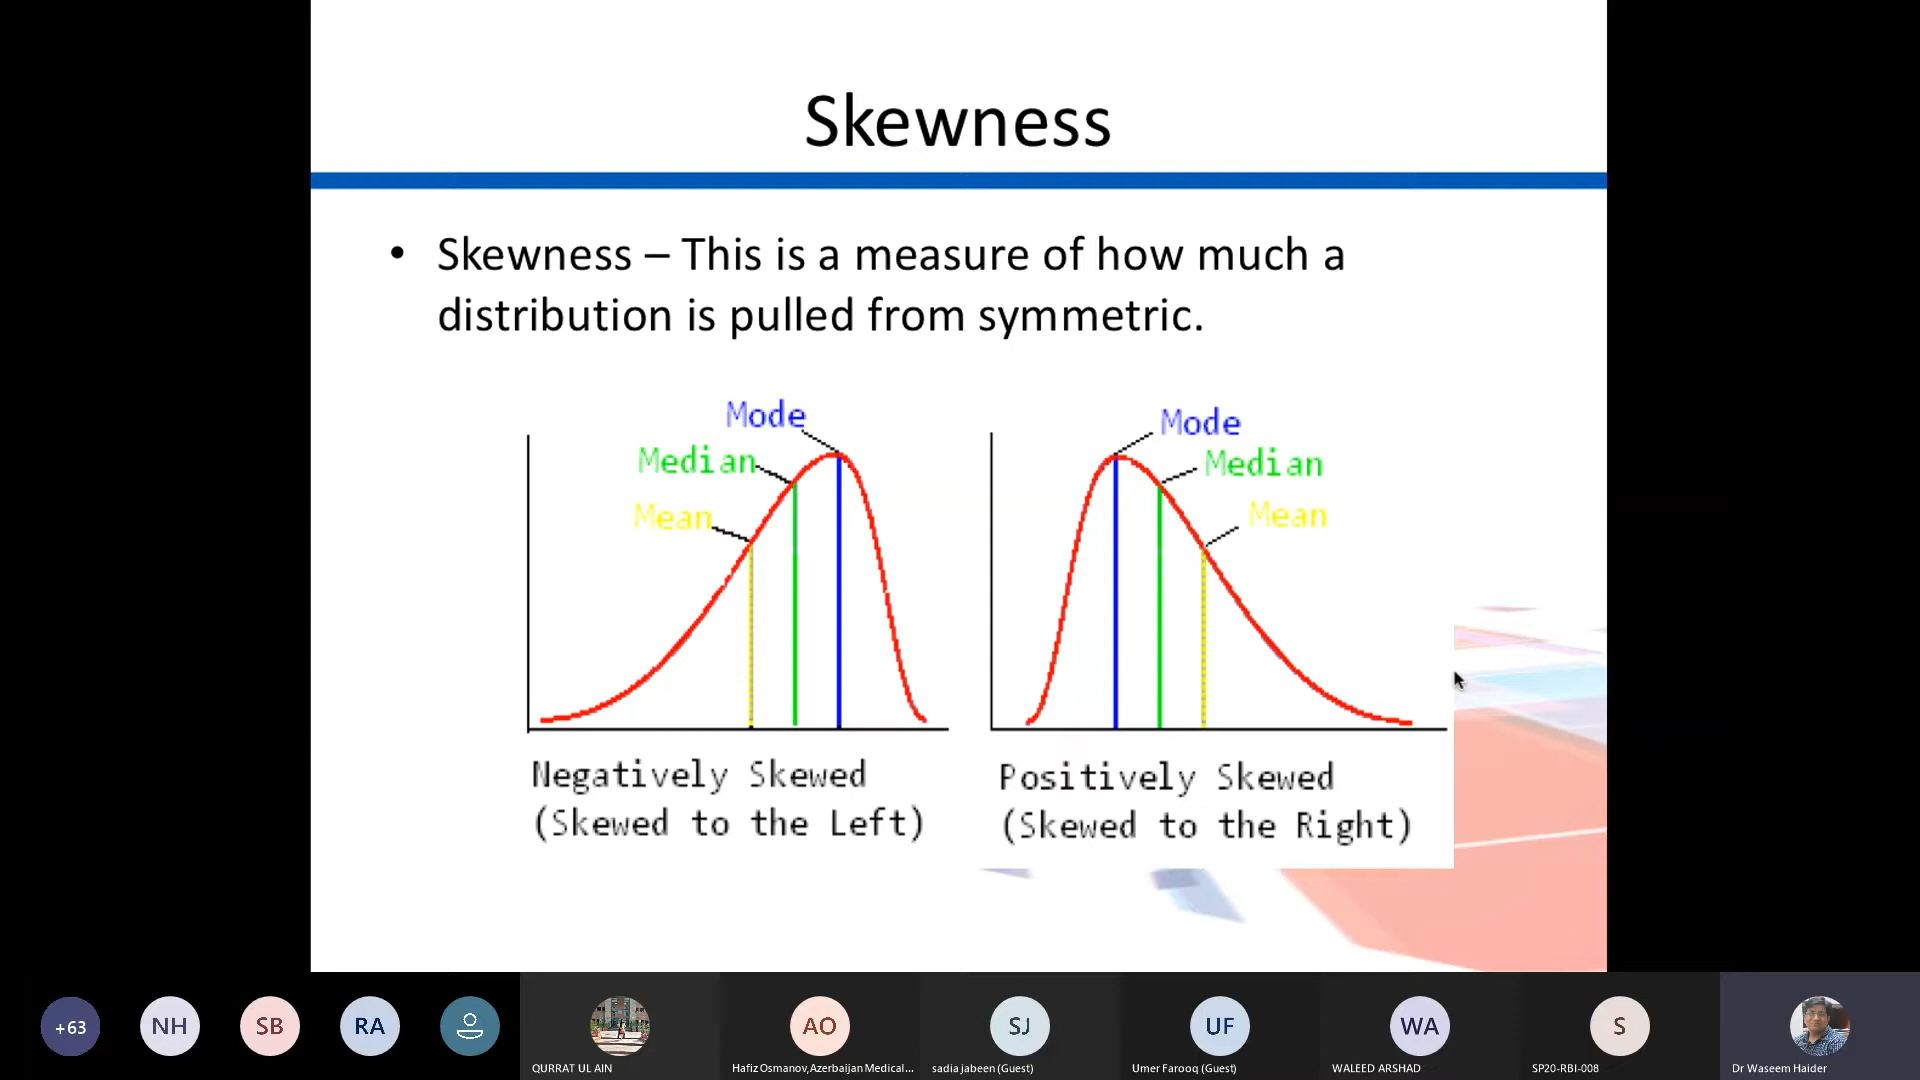 Skewness
• Skewness – This is a measure of how much a
distribution is pulled from symmetric.
Mode
Median
Mean
Negatively Skewed
(Skewed to the Left)
Mode
Median
Mean
Positively Skewed
(Skewed to the Right)
+63
NH
SB
RA
QURRAT UL AIN
AO
Hafiz Osmanov,Azerbaijan Medical...
SJ
sadia jabeen (Guest)
UF
Umer Farooq (Guest)
WA
WALEED ARSHAD
S
SP20-RBI-008
Dr Waseem Haider